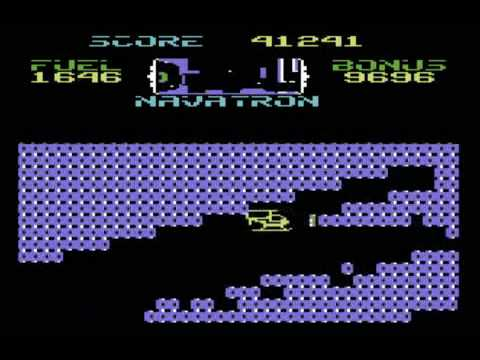 SCORE 41241
FUEL BONUS
1646 9696
NAVATRON